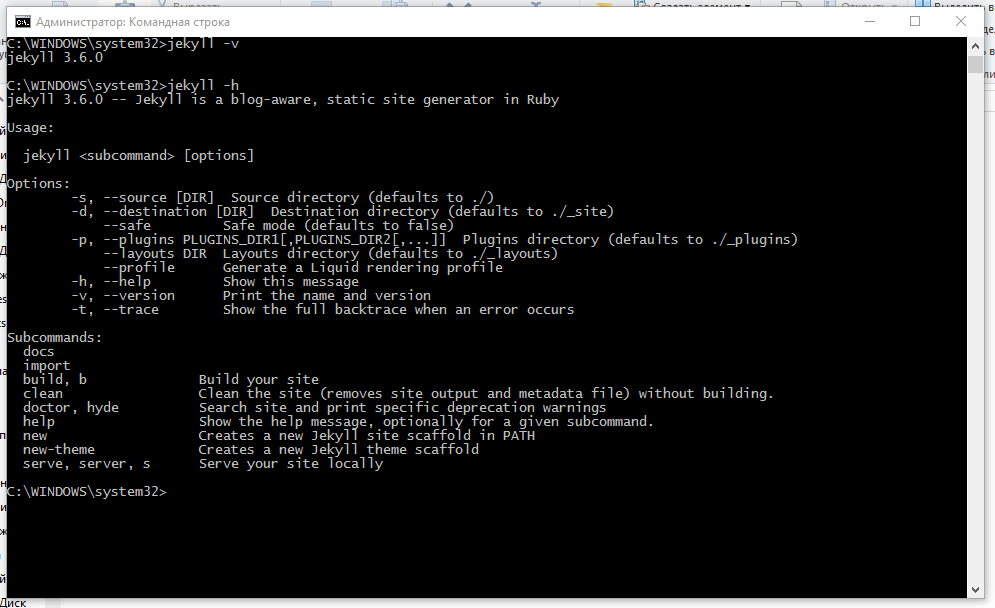 Вырезать
Создать элемент
Открыть
Выделить в
Администратор: Командная строка
C:\WINDOWS\system32>jekyll -v
jekyll 3.6.0
C:\WINDOWS\system32>jekyll -h
jekyll 3.6.0 -- Jekyll is a blog-aware, static site generator in Ruby
Usage:
jekyll <subcommand> [options]
Options:
-s, --source [DIR]  Source directory (defaults to ./)
-d, --destination [DIR]  Destination directory (defaults to ./_site)
--safe         Safe mode (defaults to false)
-p, --plugins PLUGINS_DIR1[,PLUGINS_DIR2[,...]]  Plugins directory (defaults to ./_plugins)
--layouts DIR  Layouts directory (defaults to ./_layouts)
--profile      Generate a Liquid rendering profile
-h, --help         Show this message
-v, --version      Print the name and version
-t, --trace        Show the full backtrace when an error occurs
Subcommands:
docs
import
build, b              Build your site
clean                 Clean the site (removes site output and metadata file) without building.
doctor, hyde          Search site and print specific deprecation warnings
help                  Show the help message, optionally for a given subcommand.
new                   Creates a new Jekyll site scaffold in PATH
new-theme             Creates a new Jekyll theme scaffold
serve, server, s      Serve your site locally
C:\WINDOWS\system32>
Диск